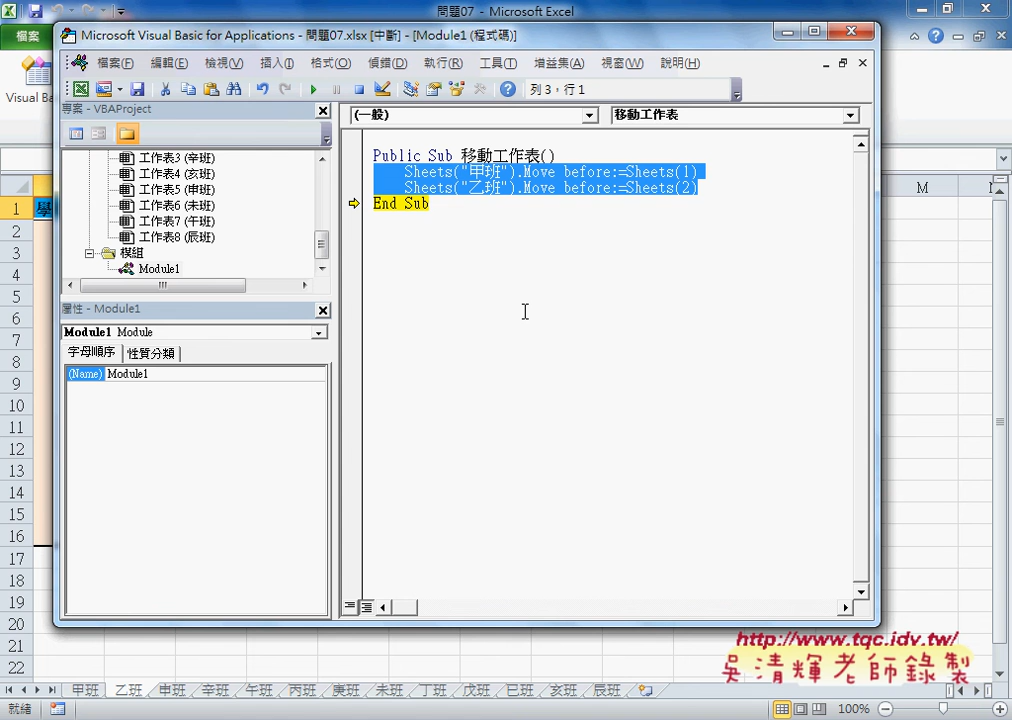 問題07 - Microsoft Excel
檔案
Visual Ba
Microsoft Visual Basic for Applications - 問題07.xlsx [中斷] - [Module1 (程式碼)]
檔案(F) 編輯(E) 檢視(V) 插入(I) 格式(O) 偵錯(D) 執行(R) 工具(T) 增益集(A) 視窗(W) 說明(H)
列 3，行 1
專案 - VBAProject
工作表3 (辛班)
工作表4 (亥班)
工作表5 (申班)
工作表6 (未班)
工作表7 (午班)
工作表8 (辰班)
模組
Module1
屬性 - Module1
Module1 Module
字母順序 性質分類
(Name) Module1
(一般) 移動工作表
Public Sub 移動工作表()
Sheets("甲班").Move before:=Sheets(1)
Sheets("乙班").Move before:=Sheets(2)
End Sub
M
1 學
2
3
4
5
6
7
8
9
10
11
12
13
14
15
16
17
18
19
20
21
22
http://www.tqc.idv.tw/
吳清輝老師錄製
甲班 乙班 申班 辛班 午班 丙班 庚班 未班 丁班 戊班 巳班 亥班 辰班
就緒 100%